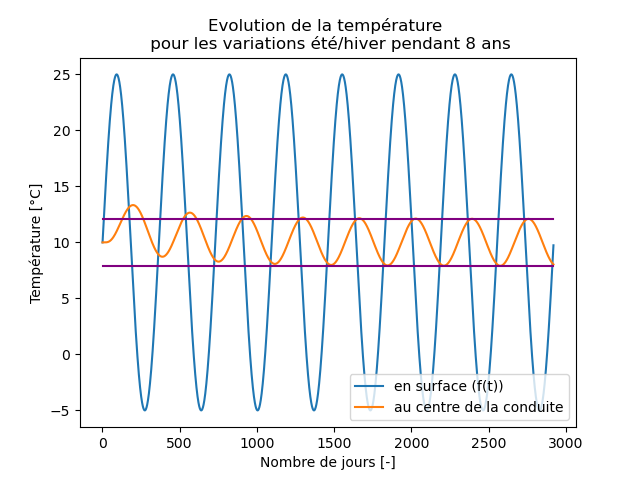 Evolution de la température
pour les variations été/hiver pendant 8 ans
Température [°C]
25
20
15
10
5
0
−5
en surface (f(t))
au centre de la conduite
0 500 1000 1500 2000 2500 3000
Nombre de jours [-]